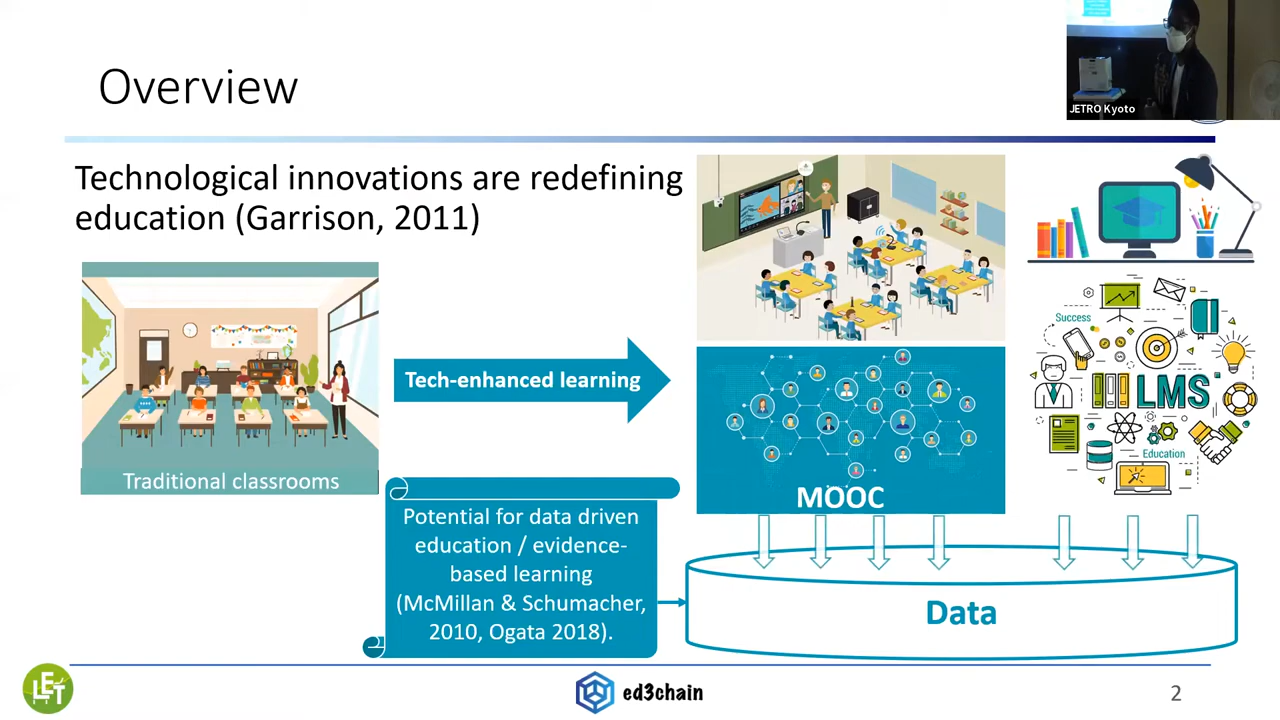 Overview
JETRO Kyoto
Technological innovations are redefining
education (Garrison, 2011)
Traditional classrooms
Tech-enhanced learning
MOOC
Success
LMS
Education
Potential for data driven
education / evidence-
based learning
(McMillan & Schumacher,
2010, Ogata 2018).
Data
LET
ed3chain
2